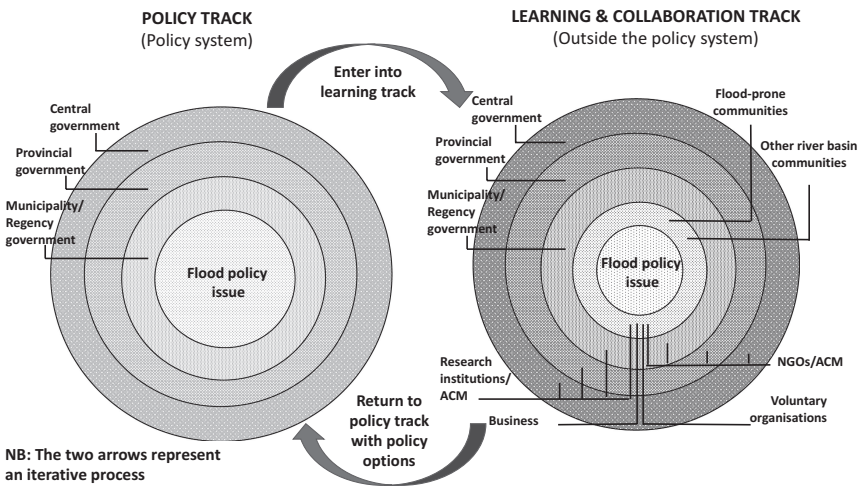 POLICY TRACK
(Policy system)
LEARNING & COLLABORATION TRACK
(Outside the policy system)
Enter into
learning track
Central
government
Provincial
government
Municipality/
Regency
government
Flood policy
issue
Central
government
Provincial
government
Municipality/
Regency
government
Flood-prone
communities
Other river basin
communities
Flood policy
issue
Research
institutions/
ACM
Business
NGOs/ACM
Voluntary
organisations
Return to
policy track
with policy
options
NB: The two arrows represent
an iterative process